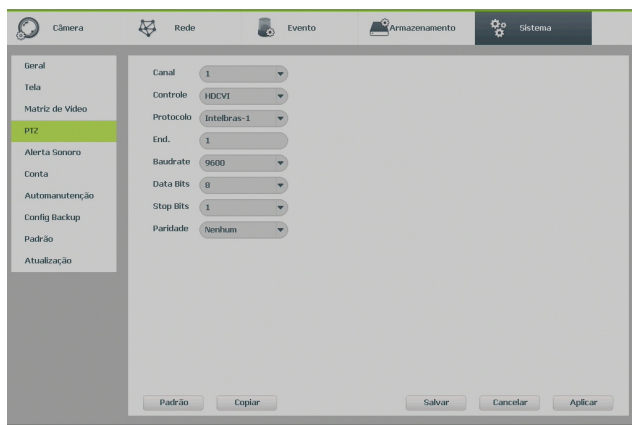 Câmera Rede Evento Armazenamento Sistema
Geral
Tela
Matriz de Vídeo
PTZ
Alerta Sonoro
Conta
Automanutenção
Config Backup
Padrão
Atualização
Canal 1
Controle HDCVI
Protocolo Intelbras-1
End. 1
Baudrate 9600
Data Bits 8
Stop Bits 1
Paridade Nenhum
Padrão Copiar Salvar Cancelar Aplicar